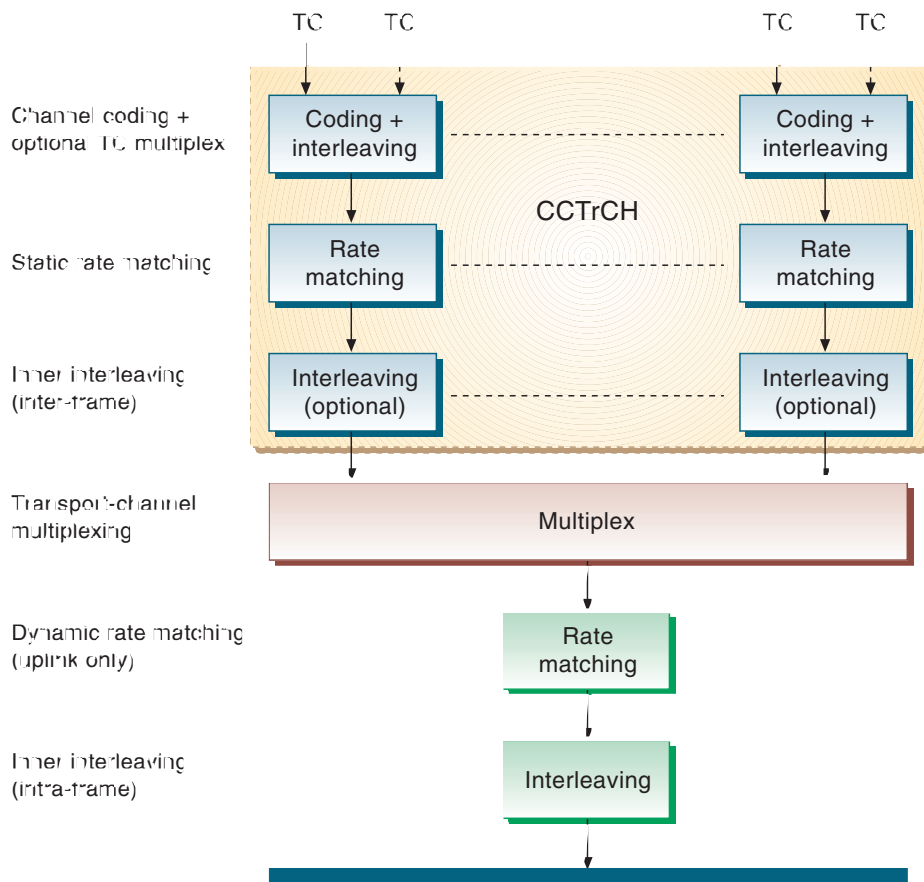 TC TC TC TC
Channel coding +
optional TC multiplex
Coding +
interleaving
Coding +
interleaving
CCTrCH
Static rate matching
Rate
matching
Rate
matching
Inner interleaving
(inter-frame)
Interleaving
(optional)
Interleaving
(optional)
Transport-channel
multiplexing
Multiplex
Dynamic rate matching
(uplink only)
Rate
matching
Inner interleaving
(intra-frame)
Interleaving